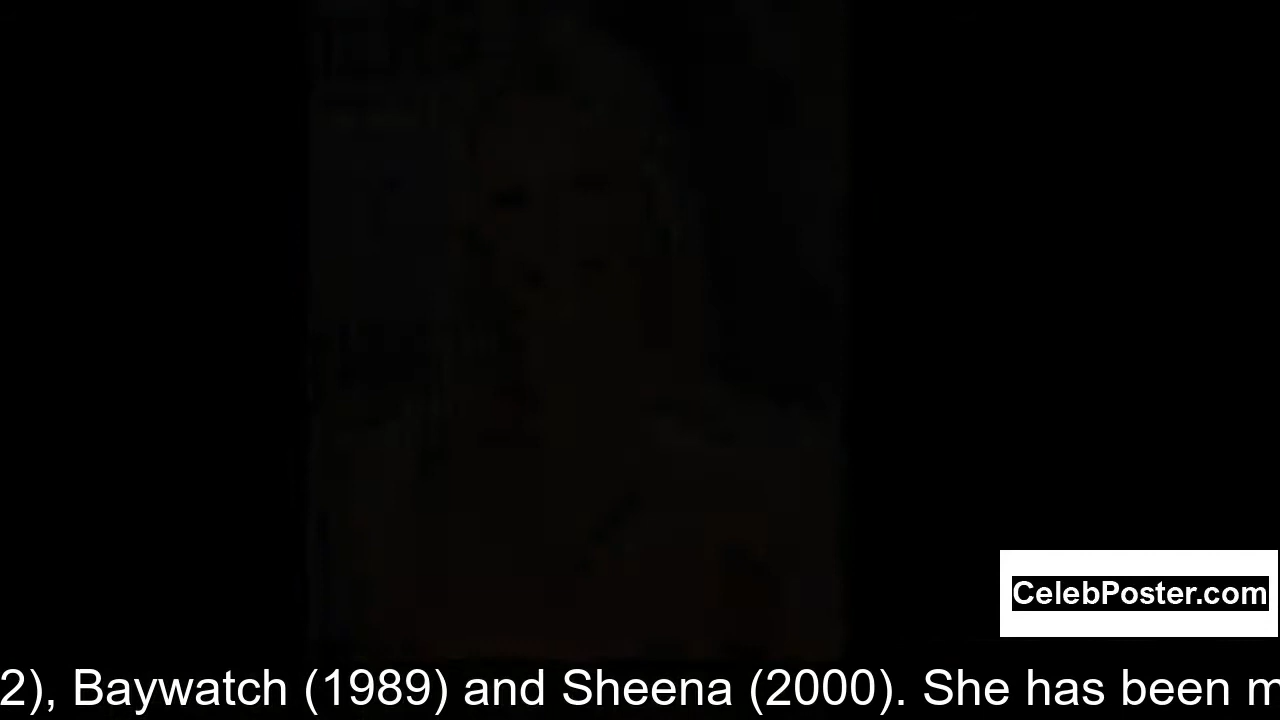 CelebPoster.com
2), Baywatch (1989) and Sheena (2000). She has been m